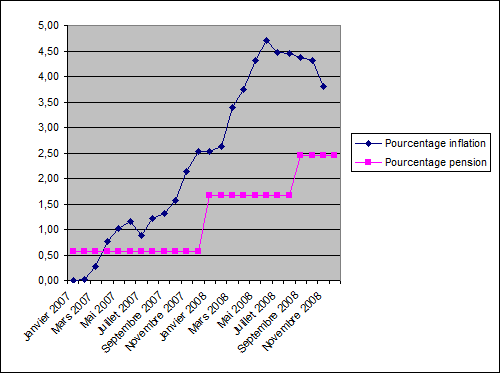 5,00
4,50
4,00
3,50
3,00
2,50
2,00
1,50
1,00
0,50
0,00
Janvier 2007
Mars 2007
Mai 2007
Juillet 2007
Septembre 2007
Novembre 2007
Janvier 2008
Mars 2008
Mai 2008
Juillet 2008
Septembre 2008
Novembre 2008
Pourcentage inflation
Pourcentage pension